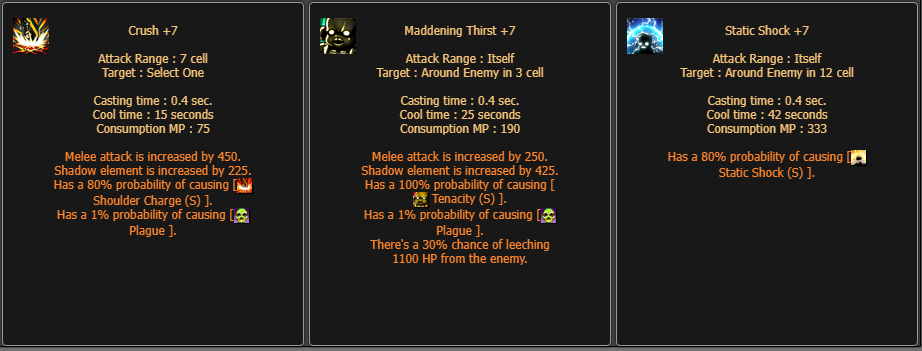 Crush +7
Attack Range : 7 cell
Target : Select One
Casting time : 0.4 sec.
Cool time : 15 seconds
Consumption MP : 75
Melee attack is increased by 450.
Shadow element is increased by 225.
Has a 80% probability of causing [
Shoulder Charge (S) ].
Has a 1% probability of causing [
Plague ].
Maddening Thirst +7
Attack Range : Itself
Target : Around Enemy in 3 cell
Casting time : 0.4 sec.
Cool time : 25 seconds
Consumption MP : 190
Melee attack is increased by 250.
Shadow element is increased by 425.
Has a 100% probability of causing [
Tenacity (S) ].
Has a 1% probability of causing [
Plague ].
There's a 30% chance of leeching
1100 HP from the enemy.
Static Shock +7
Attack Range : Itself
Target : Around Enemy in 12 cell
Casting time : 0.4 sec.
Cool time : 42 seconds
Consumption MP : 333
Has a 80% probability of causing [
Static Shock (S) ].